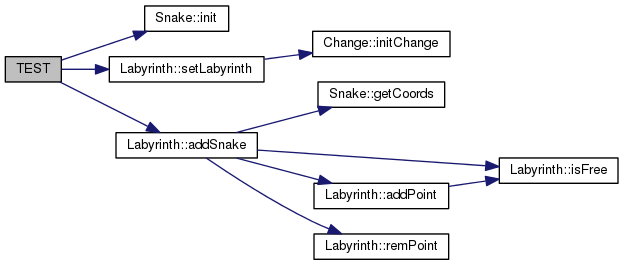 Snake::init
Change::initChange
TEST
Labyrinth::setLabyrinth
Snake::getCoords
Labyrinth::addSnake
Labyrinth::isFree
Labyrinth::addPoint
Labyrinth::remPoint